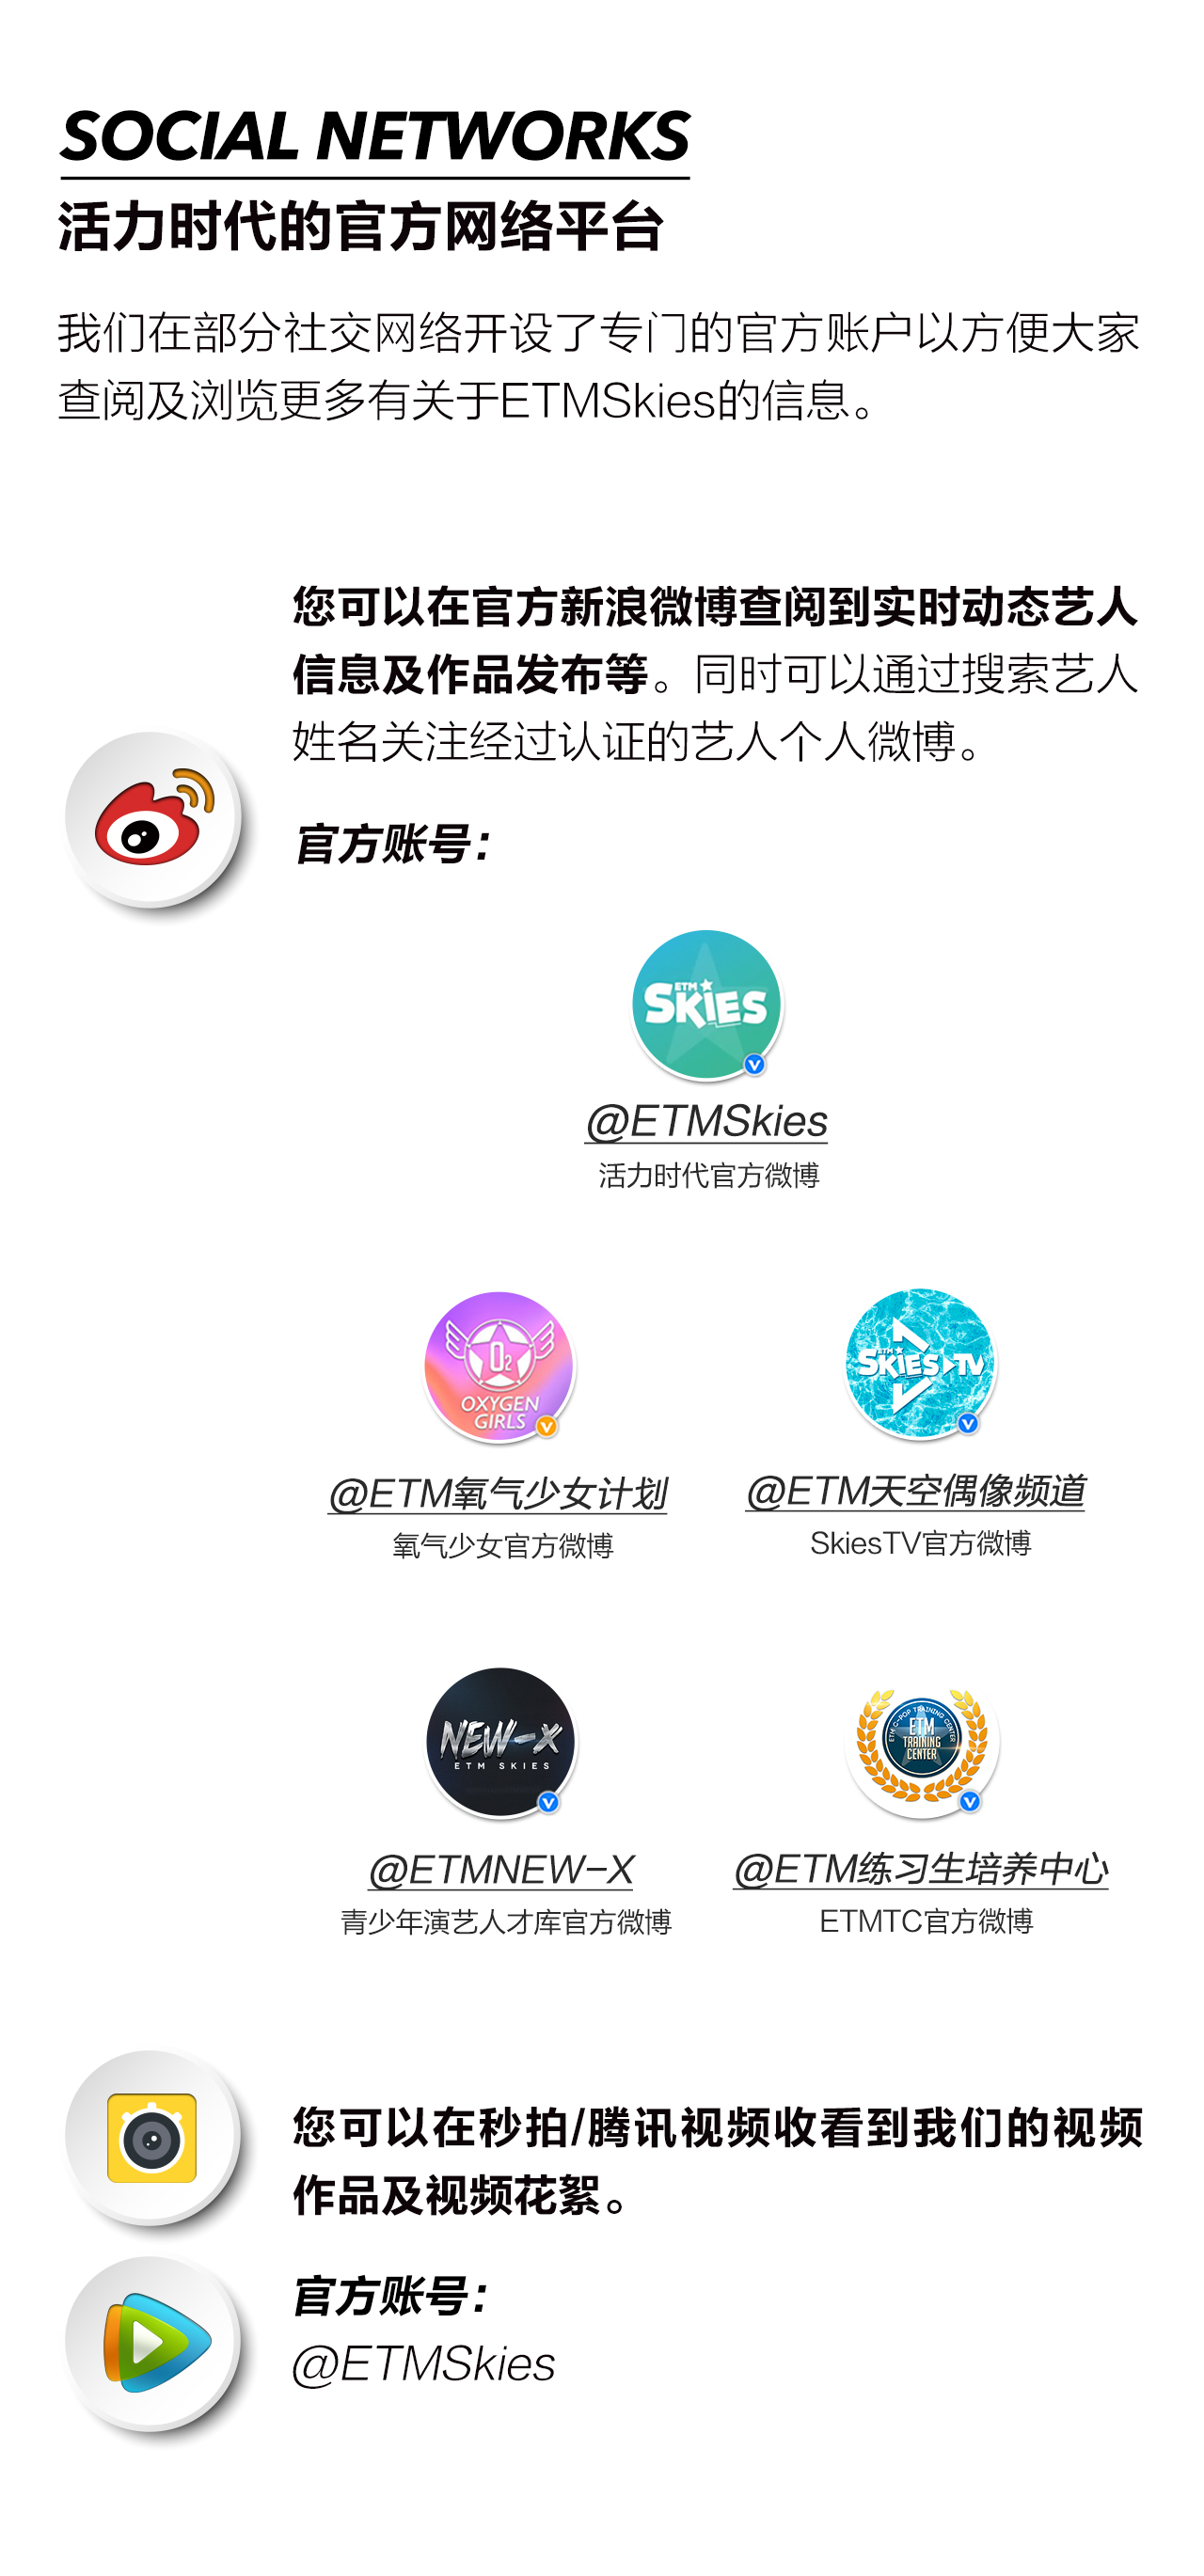 SOCIAL NETWORKS
活力时代的官方网络平台
我们在部分社交网络开设了专门的官方账户以方便大家
查阅及浏览更多有关于ETMSkies的信息。
您可以在官方新浪微博查阅到实时动态艺人
信息及作品发布等。同时可以通过搜索艺人
姓名关注经过认证的艺人个人微博。
官方账号：
ETM
SKIES
@ETMSkies
活力时代官方微博
O2
OXYGEN
GIRLS
@ETM氧气少女计划
氧气少女官方微博
ETM
SKIES TV
@ETM天空偶像频道
SkiesTV官方微博
NEW-X
ETM SKIES
@ETMNEW-X
青少年演艺人才库官方微博
ETM C-POP TRAINING CENTER
ETM
TRAINING
CENTER
@ETM练习生培养中心
ETMTC官方微博
您可以在秒拍/腾讯视频收看到我们的视频
作品及视频花絮。
官方账号：
@ETMSkies